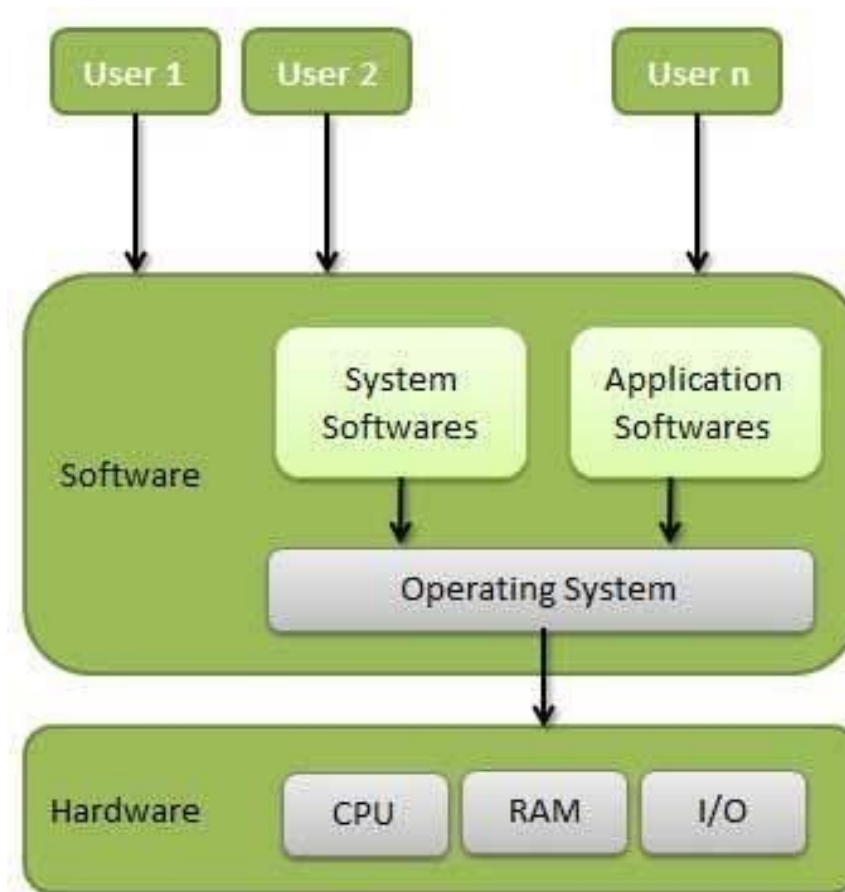 User 1
User 2
User n
System
Softwares
Application
Softwares
Software
Operating System
Hardware
CPU
RAM
I/O